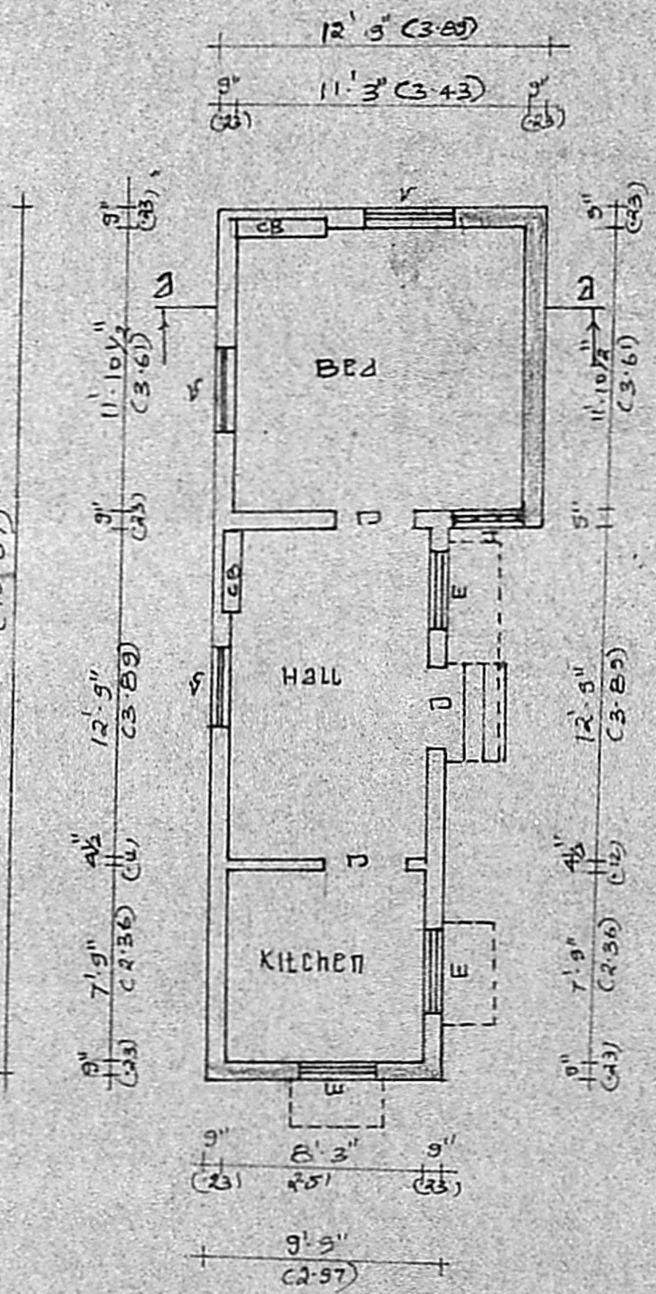 12'.9" (3.89)
9" 11'.3" (3.43) 9"
(.23) (.23)
9"
(.23)
9"
(.23)
CB
V
11'.10½"
(3.61)
V
Bed
11'.10½"
(3.61)
9"
(.23)
D
9"
CB
E
12'.9"
(3.89)
V
Hall
D
12'.9"
(3.89)
4½"
D
4½"
(.12)
7'.9"
(2.36)
Kitchen
E
7'.9"
(2.36)
9"
(.23)
E
9"
(.23)
9" 8'.3" 9"
(.23) 2.51 (.23)
9'.9"
(2.97)